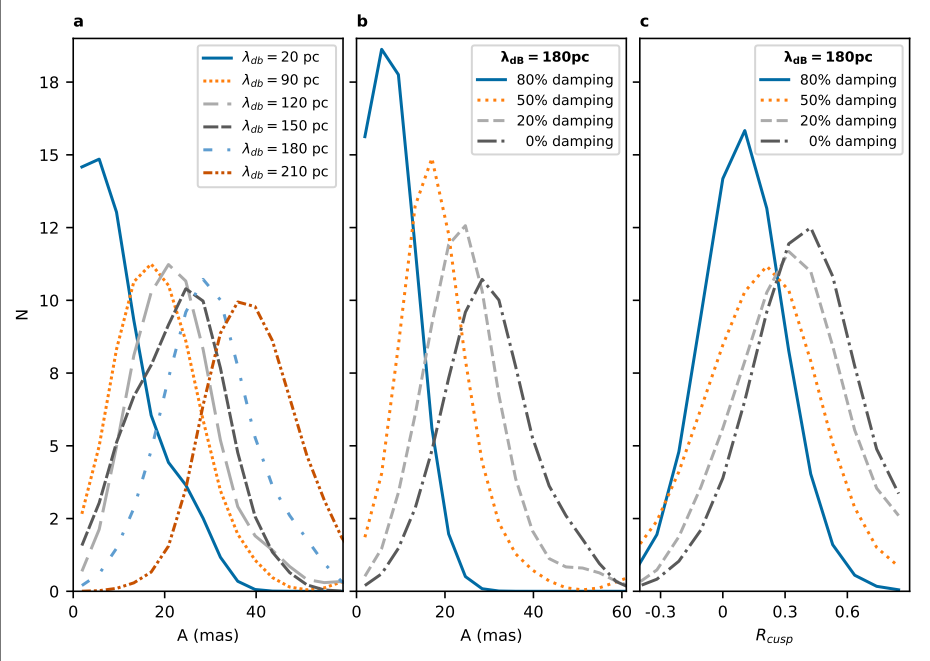 a
b
c
λdb = 20 pc
λdb = 90 pc
λdb = 120 pc
λdb = 150 pc
λdb = 180 pc
λdb = 210 pc
λdB = 180pc
80% damping
50% damping
20% damping
0% damping
λdB = 180pc
80% damping
50% damping
20% damping
0% damping
18
15
12
10
8
5
2
0
N
0 20 40
0 20 40 60
-0.3 0 0.3 0.6
A (mas)
A (mas)
Rcusp